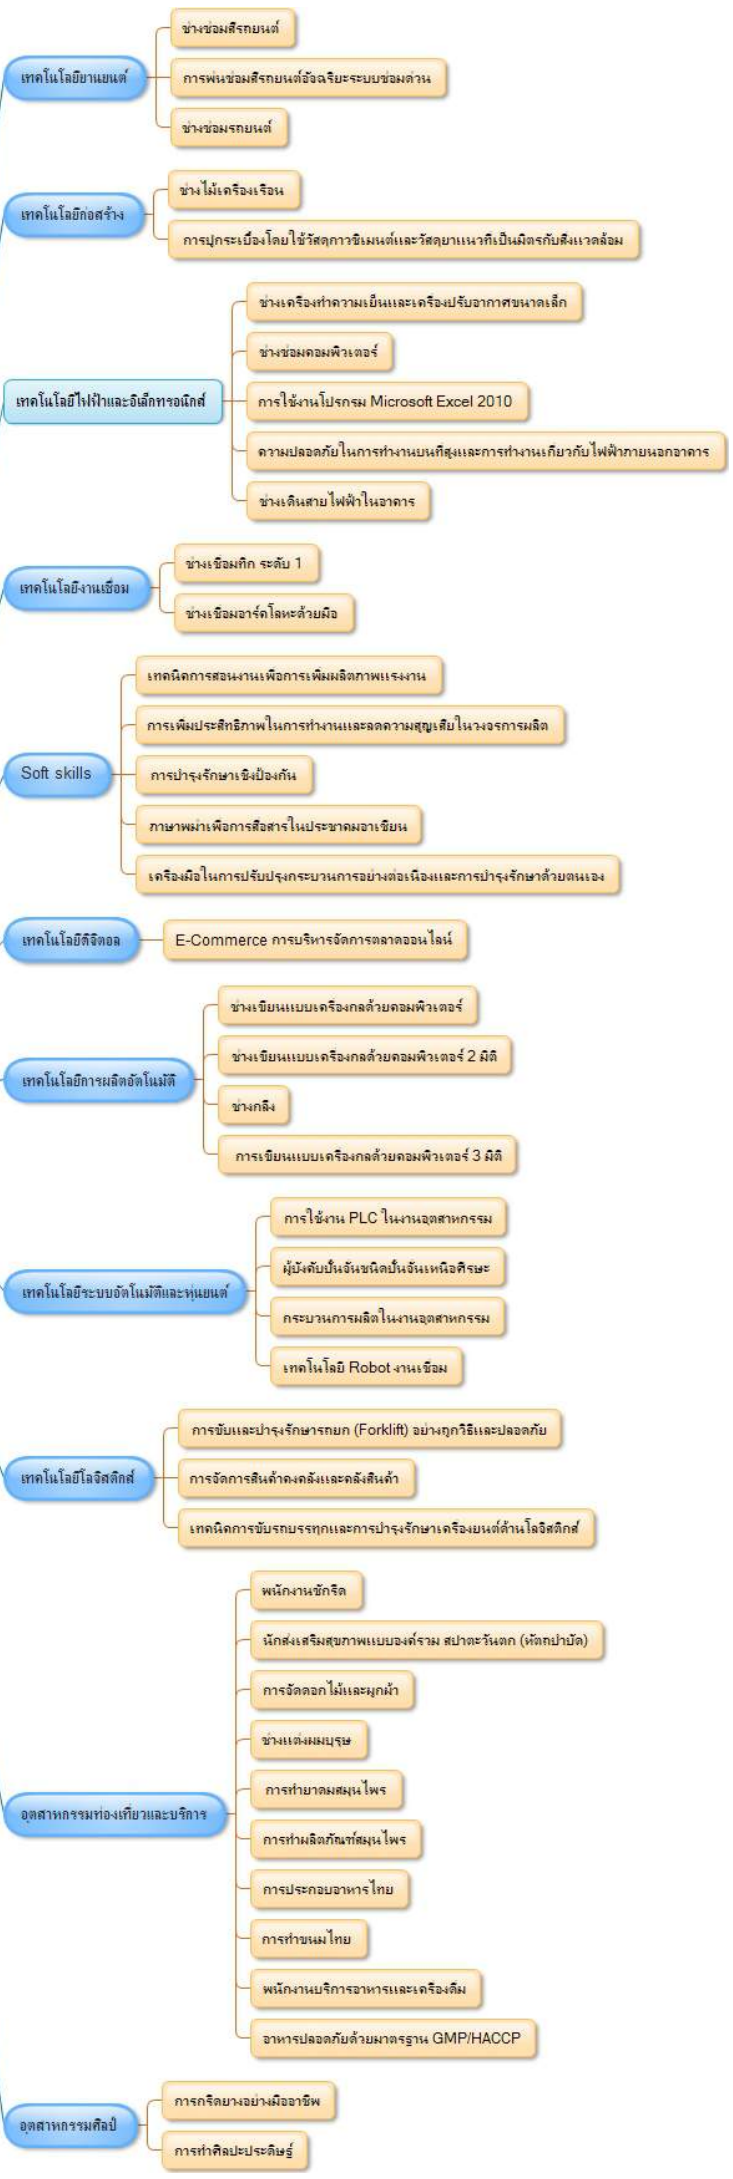 เทคโนโลยียานยนต์
ช่างซ่อมสีรถยนต์
การพ่นซ่อมสีรถยนต์อัจฉริยะระบบซ่อมด่วน
ช่างซ่อมรถยนต์
เทคโนโลยีก่อสร้าง
ช่างไม้เครื่องเรือน
การปูกระเบื้องโดยใช้วัสดุกาวซิเมนต์และวัสดุยาแนวที่เป็นมิตรกับสิ่งแวดล้อม
เทคโนโลยีไฟฟ้าและอิเล็กทรอนิกส์
ช่างเครื่องทำความเย็นและเครื่องปรับอากาศขนาดเล็ก
ช่างซ่อมคอมพิวเตอร์
การใช้งานโปรกรม Microsoft Excel 2010
ความปลอดภัยในการทำงานบนที่สูงและการทำงานเกี่ยวกับไฟฟ้าภายนอกอาคาร
ช่างเดินสายไฟฟ้าในอาคาร
เทคโนโลยีงานเชื่อม
ช่างเชื่อมทิก ระดับ 1
ช่างเชื่อมอาร์คโลหะด้วยมือ
Soft skills
เทคนิคการสอนงานเพื่อการเพิ่มผลิตภาพแรงงาน
การเพิ่มประสิทธิภาพในการทำงานและลดความสูญเสียในวงจรการผลิต
การบำรุงรักษาเชิงป้องกัน
ภาษาพม่าเพื่อการสื่อสารในประชาคมอาเซียน
เครื่องมือในการปรับปรุงกระบวนการอย่างต่อเนื่องและการบำรุงรักษาด้วยตนเอง
เทคโนโลยีดิจิตอล
E-Commerce การบริหารจัดการตลาดออนไลน์
เทคโนโลยีการผลิตอัตโนมัติ
ช่างเขียนแบบเครื่องกลด้วยคอมพิวเตอร์
ช่างเขียนแบบเครื่องกลด้วยคอมพิวเตอร์ 2 มิติ
ช่างกลึง
การเขียนแบบเครื่องกลด้วยคอมพิวเตอร์ 3 มิติ
เทคโนโลยีระบบอัตโนมัติและหุ่นยนต์
การใช้งาน PLC ในงานอุตสาหกรรม
ผู้บังคับปั้นจั่นชนิดปั้นจั่นเหนือศีรษะ
กระบวนการผลิตในงานอุตสาหกรรม
เทคโนโลยี Robot งานเชื่อม
เทคโนโลยีโลจิสติกส์
การขับและบำรุงรักษารถยก (Forklift) อย่างถูกวิธีและปลอดภัย
การจัดการสินค้าคงคลังและคลังสินค้า
เทคนิคการขับรถบรรทุกและการบำรุงรักษาเครื่องยนต์ด้านโลจิสติกส์
อุตสาหกรรมท่องเที่ยวและบริการ
พนักงานซักรีด
นักส่งเสริมสุขภาพแบบองค์รวม สปาตะวันตก (หัตถบำบัด)
การจัดดอกไม้และผูกผ้า
ช่างแต่งผมบุรุษ
การทำยาดมสมุนไพร
การทำผลิตภัณฑ์สมุนไพร
การประกอบอาหารไทย
การทำขนมไทย
พนักงานบริการอาหารและเครื่องดื่ม
อาหารปลอดภัยด้วยมาตรฐาน GMP/HACCP
อุตสาหกรรมศิลป์
การกรีดยางอย่างมืออาชีพ
การทำศิลปะประดิษฐ์